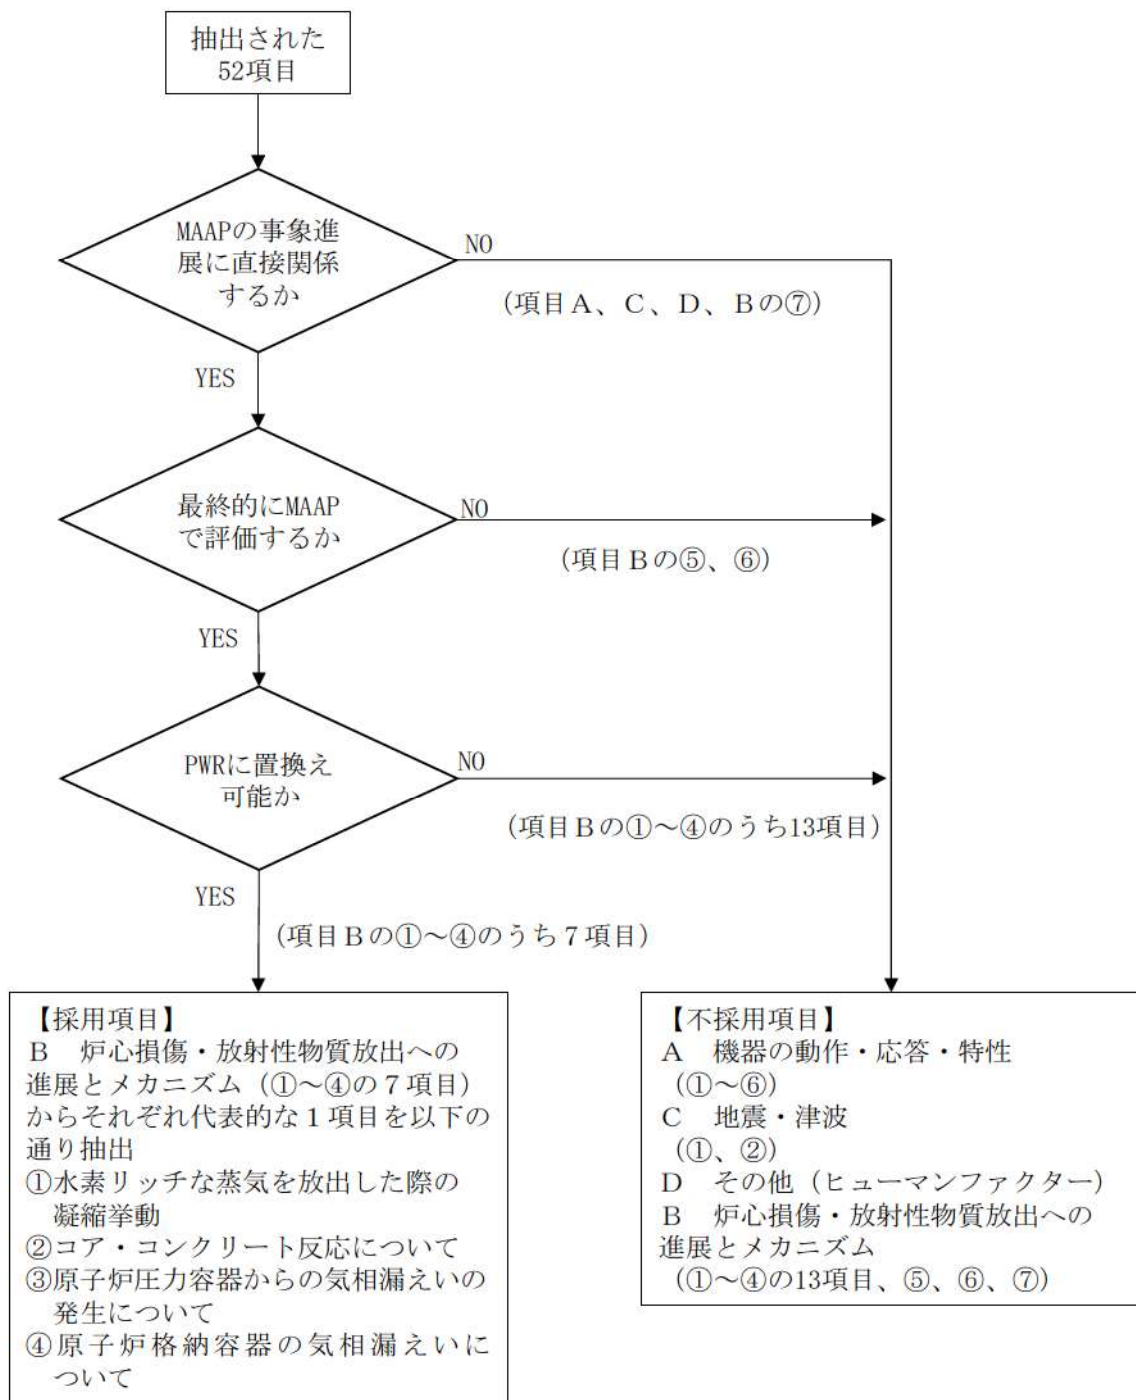 抽出された
52項目
MAAPの事象進
展に直接関係
するか
NO
(項目A、C、D、Bの⑦)
YES
最終的にMAAP
で評価するか
NO
(項目Bの⑤、⑥)
YES
PWRに置換え
可能か
NO
(項目Bの①～④のうち13項目)
YES
(項目Bの①～④のうち7項目)
【採用項目】
B 炉心損傷・放射性物質放出への
進展とメカニズム(①～④の7項目)
からそれぞれ代表的な1項目を以下の
通り抽出
①水素リッチな蒸気を放出した際の
凝縮挙動
②コア・コンクリート反応について
③原子炉圧力容器からの気相漏えいの
発生について
④原子炉格納容器の気相漏えいに
ついて
【不採用項目】
A 機器の動作・応答・特性
(①～⑥)
C 地震・津波
(①、②)
D その他(ヒューマンファクター)
B 炉心損傷・放射性物質放出への
進展とメカニズム
(①～④の13項目、⑤、⑥、⑦)